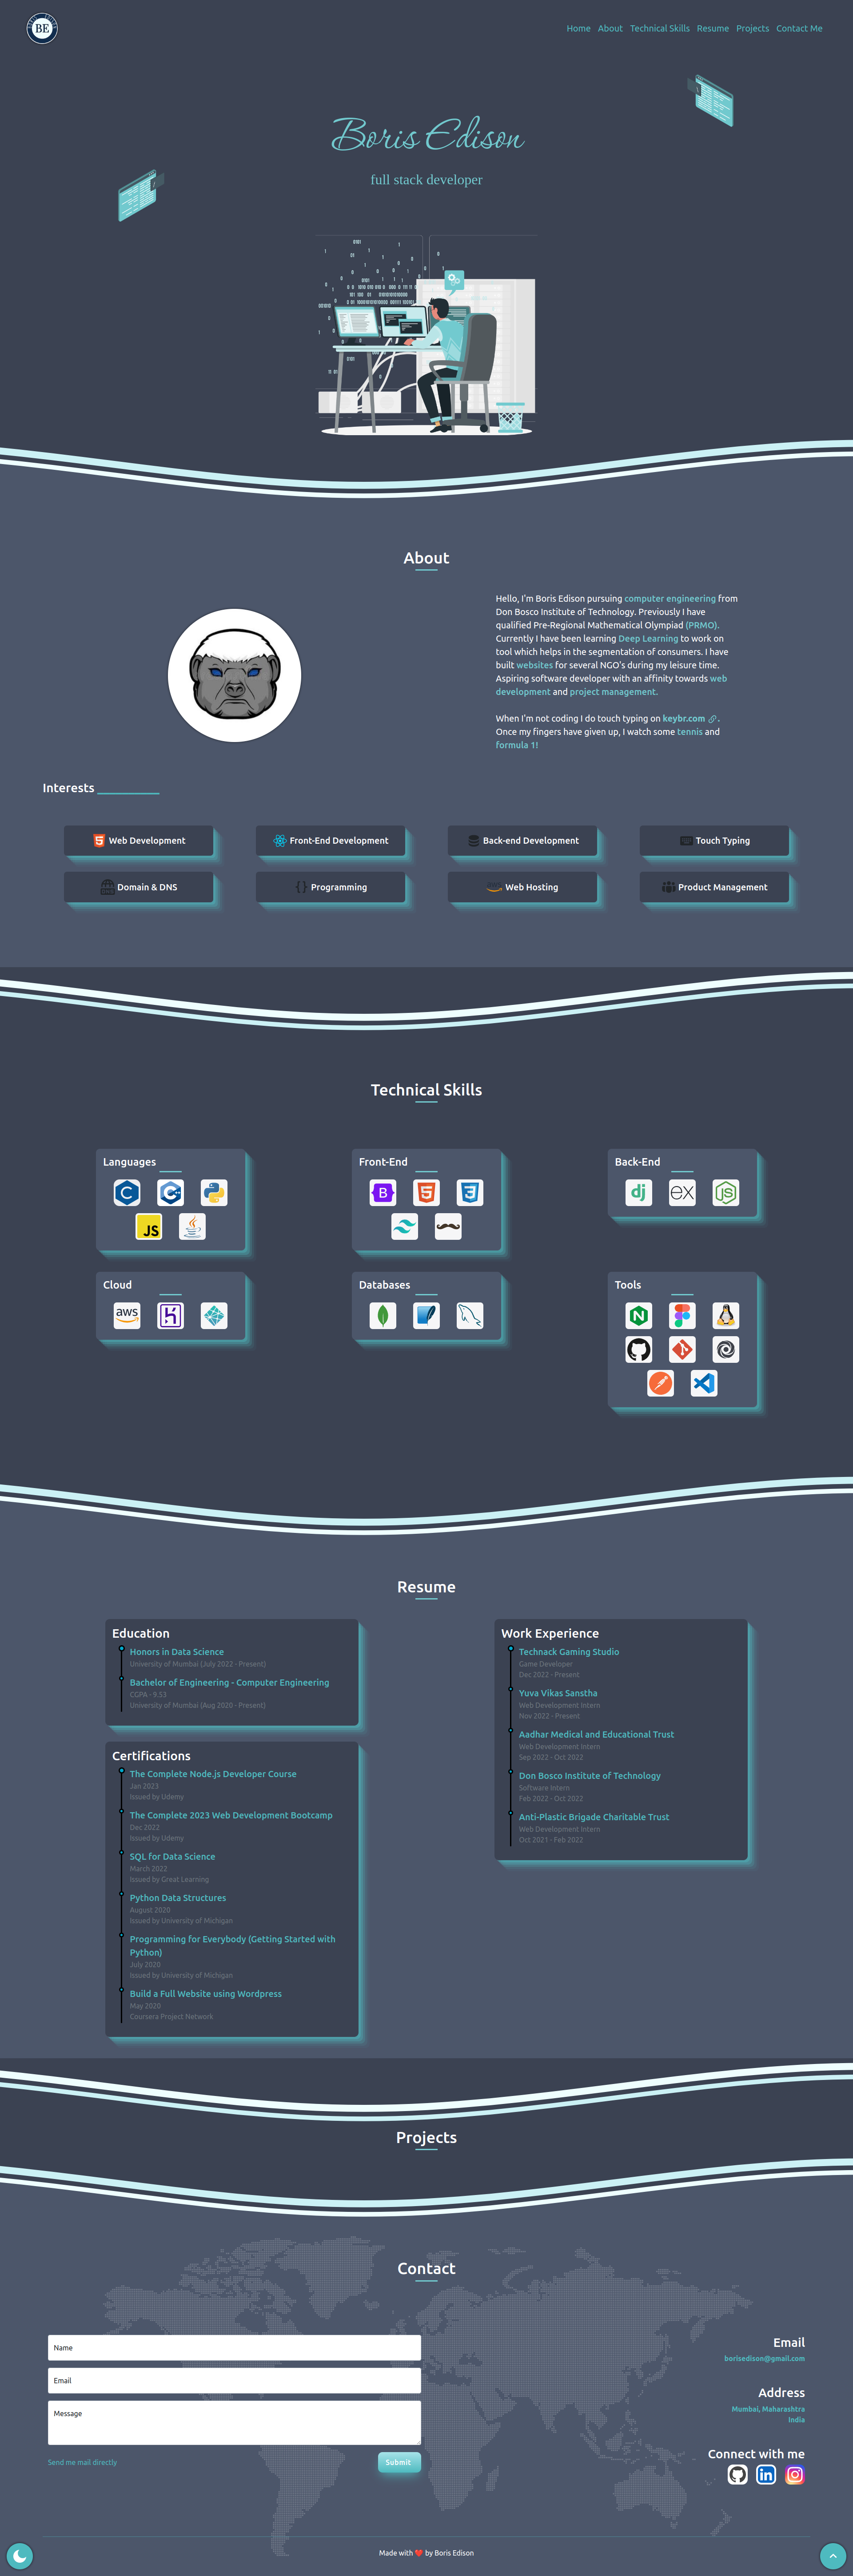 BE
Home About Technical Skills Resume Projects Contact Me
Boris Edison
full stack developer
About
Hello, I'm Boris Edison pursuing computer engineering from
Don Bosco Institute of Technology. Previously I have
qualified Pre-Regional Mathematical Olympiad (PRMO).
Currently I have been learning Deep Learning to work on
tool which helps in the segmentation of consumers. I have
built websites for several NGO's during my leisure time.
Aspiring software developer with an affinity towards web
development and project management.
When I'm not coding I do touch typing on keybr.com .
Once my fingers have given up, I watch some tennis and
formula 1!
Interests
Web Development
Front-End Development
Back-end Development
Touch Typing
Domain & DNS
Programming
Web Hosting
Product Management
Technical Skills
Languages
C
JS
Front-End
B
Back-End
dj
ex
JS
Cloud
aws
Databases
Tools
N
Resume
Education
Honors in Data Science
University of Mumbai (July 2022 - Present)
Bachelor of Engineering - Computer Engineering
CGPA - 9.53
University of Mumbai (Aug 2020 - Present)
Certifications
The Complete Node.js Developer Course
Jan 2023
Issued by Udemy
The Complete 2023 Web Development Bootcamp
Dec 2022
Issued by Udemy
SQL for Data Science
March 2022
Issued by Great Learning
Python Data Structures
August 2020
Issued by University of Michigan
Programming for Everybody (Getting Started with
Python)
July 2020
Issued by University of Michigan
Build a Full Website using Wordpress
May 2020
Coursera Project Network
Work Experience
Technack Gaming Studio
Game Developer
Dec 2022 - Present
Yuva Vikas Sanstha
Web Development Intern
Nov 2022 - Present
Aadhar Medical and Educational Trust
Web Development Intern
Sep 2022 - Oct 2022
Don Bosco Institute of Technology
Software Intern
Feb 2022 - Oct 2022
Anti-Plastic Brigade Charitable Trust
Web Development Intern
Oct 2021 - Feb 2022
Projects
Contact
Name
Email
Message
Send me mail directly
Submit
Email
borisedison@gmail.com
Address
Mumbai, Maharashtra
India
Connect with me
Made with ❤️ by Boris Edison